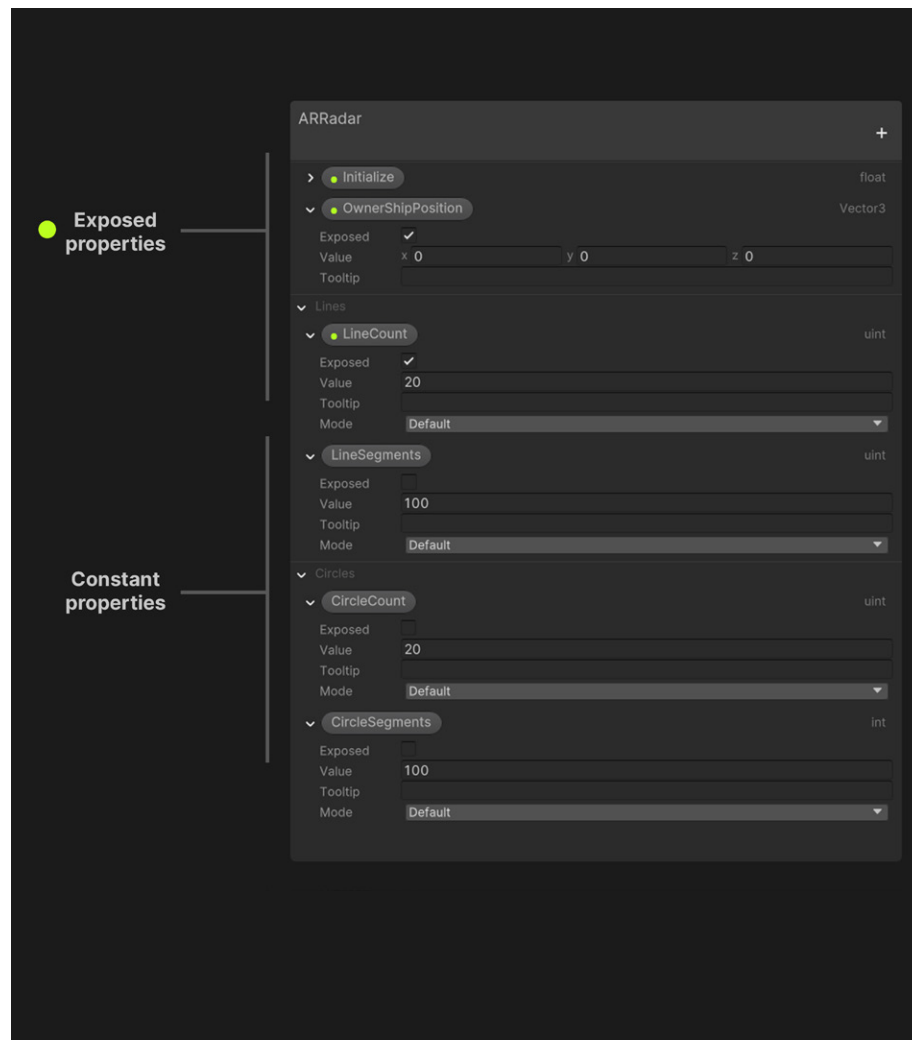 ARRadar
+
Initialize float
OwnerShipPosition Vector3
Exposed
Value x 0 y 0 z 0
Tooltip
Lines
LineCount uint
Exposed
Value 20
Tooltip
Mode Default
LineSegments uint
Exposed
Value 100
Tooltip
Mode Default
Circles
CircleCount uint
Exposed
Value 20
Tooltip
Mode Default
CircleSegments int
Exposed
Value 100
Tooltip
Mode Default
Exposed
properties
Constant
properties